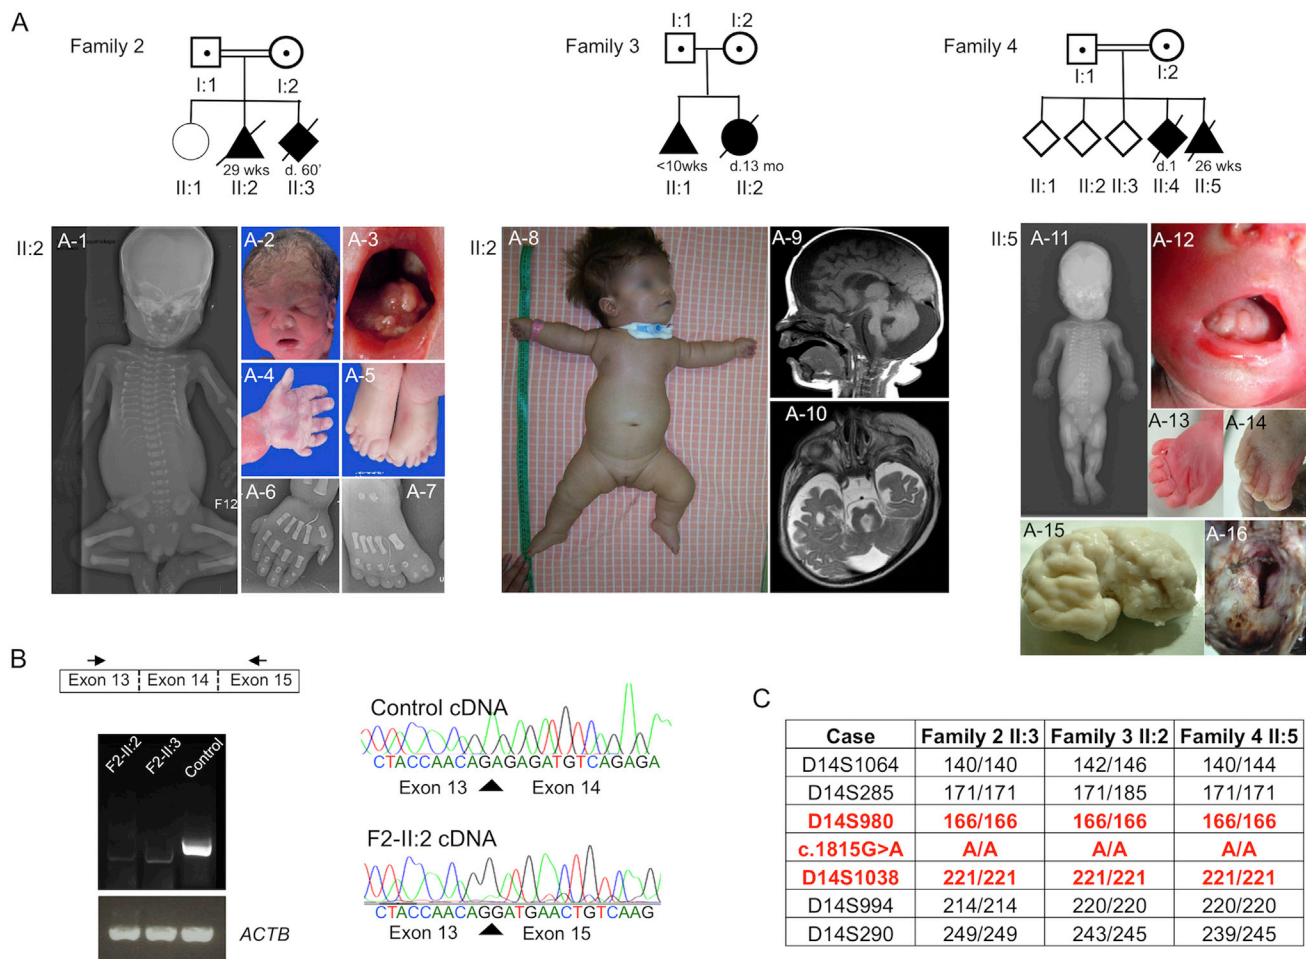 A
Family 2
I:1
I:2
29 wks
d. 60'
II:1
II:2
II:3
Family 3
I:1
I:2
<10wks
d.13 mo
II:1
II:2
Family 4
I:1
I:2
d.1
26 wks
II:1
II:2
II:3
II:4
II:5
II:2
A-1
A-2
A-3
A-4
A-5
A-6
A-7
F12
II:2
A-8
A-9
A-10
II:5
A-11
A-12
A-13
A-14
A-15
A-16
B
Exon 13 Exon 14 Exon 15
F2-II:2
F2-II:3
Control
ACTB
Control cDNA
CTACCAACAGAGAGATGTCAGAGA
Exon 13 Exon 14
F2-II:2 cDNA
CTACCAACAGGATGAACTGTCAAG
Exon 13 Exon 15
C
Case Family 2 II:3 Family 3 II:2 Family 4 II:5
D14S1064 140/140 142/146 140/144
D14S285 171/171 171/185 171/171
D14S980 166/166 166/166 166/166
c.1815G>A A/A A/A A/A
D14S1038 221/221 221/221 221/221
D14S994 214/214 220/220 220/220
D14S290 249/249 243/245 239/245